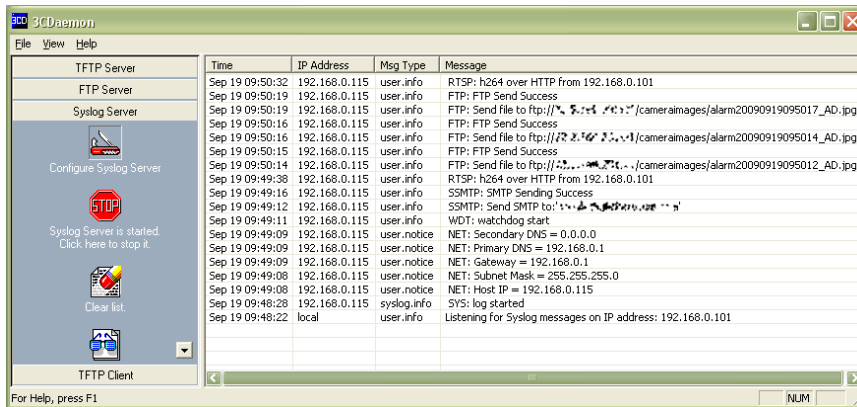 3CD 3CDaemon
File View Help
TFTP Server
FTP Server
Syslog Server
Configure Syslog Server
STOP
Syslog Server is started.
Click here to stop it.
Clear list.
TFTP Client
Time IP Address Msg Type Message
Sep 19 09:50:32 192.168.0.115 user.info RTSP: h264 over HTTP from 192.168.0.101
Sep 19 09:50:19 192.168.0.115 user.info FTP: FTP Send Success
Sep 19 09:50:19 192.168.0.115 user.info FTP: Send file to ftp:// /cameraimages/alarm20090919095017_AD.jpg
Sep 19 09:50:16 192.168.0.115 user.info FTP: FTP Send Success
Sep 19 09:50:16 192.168.0.115 user.info FTP: Send file to ftp:// /cameraimages/alarm20090919095014_AD.jpg
Sep 19 09:50:15 192.168.0.115 user.info FTP: FTP Send Success
Sep 19 09:50:14 192.168.0.115 user.info FTP: Send file to ftp:// /cameraimages/alarm20090919095012_AD.jpg
Sep 19 09:49:38 192.168.0.115 user.info RTSP: h264 over HTTP from 192.168.0.101
Sep 19 09:49:16 192.168.0.115 user.info SSMTP: SMTP Sending Success
Sep 19 09:49:12 192.168.0.115 user.info SSMTP: Send SMTP to:' '
Sep 19 09:49:11 192.168.0.115 user.info WDT: watchdog start
Sep 19 09:49:09 192.168.0.115 user.notice NET: Secondary DNS = 0.0.0.0
Sep 19 09:49:09 192.168.0.115 user.notice NET: Primary DNS = 192.168.0.1
Sep 19 09:49:09 192.168.0.115 user.notice NET: Gateway = 192.168.0.1
Sep 19 09:49:08 192.168.0.115 user.notice NET: Subnet Mask = 255.255.255.0
Sep 19 09:49:08 192.168.0.115 user.notice NET: Host IP = 192.168.0.115
Sep 19 09:48:28 192.168.0.115 syslog.info SYS: log started
Sep 19 09:48:22 local user.info Listening for Syslog messages on IP address: 192.168.0.101
For Help, press F1
NUM